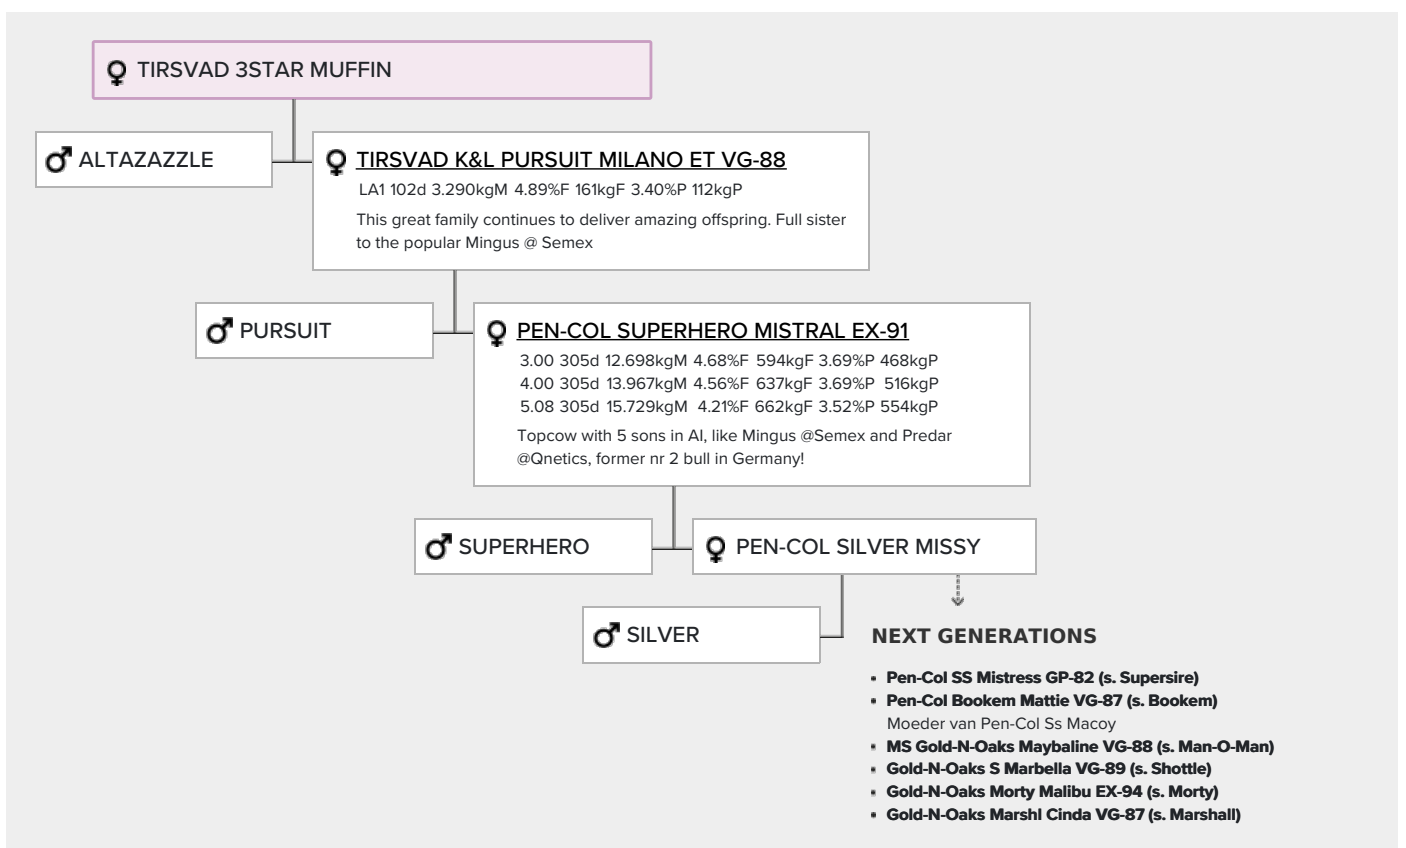 TIRSVAD 3STAR MUFFIN
ALTAZAZZLE
TIRSVAD K&L PURSUIT MILANO ET VG-88
LA1 102d 3.290kgM 4.89%F 161kgF 3.40%P 112kgP
This great family continues to deliver amazing offspring. Full sister
to the popular Mingus @ Semex
PURSUIT
PEN-COL SUPERHERO MISTRAL EX-91
3.00 305d 12.698kgM 4.68%F 594kgF 3.69%P 468kgP
4.00 305d 13.967kgM 4.56%F 637kgF 3.69%P 516kgP
5.08 305d 15.729kgM 4.21%F 662kgF 3.52%P 554kgP
Topcow with 5 sons in AI, like Mingus @Semex and Predar
@Qnetics, former nr 2 bull in Germany!
SUPERHERO
PEN-COL SILVER MISSY
SILVER
NEXT GENERATIONS
• Pen-Col SS Mistress GP-82 (s. Supersire)
• Pen-Col Bookem Mattie VG-87 (s. Bookem)
Moeder van Pen-Col Ss Macoy
• MS Gold-N-Oaks Maybaline VG-88 (s. Man-O-Man)
• Gold-N-Oaks S Marbella VG-89 (s. Shottle)
• Gold-N-Oaks Morty Malibu EX-94 (s. Morty)
• Gold-N-Oaks Marshl Cinda VG-87 (s. Marshall)